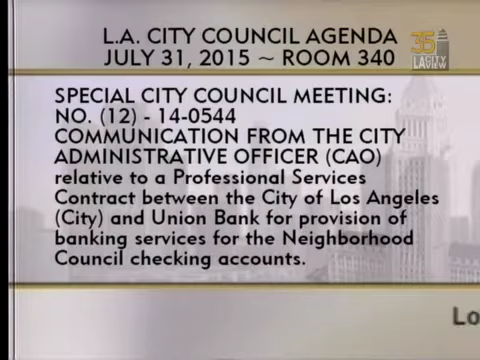 L.A. CITY COUNCIL AGENDA
JULY 31, 2015 ~ ROOM 340
35
LACITY
VIEW
SPECIAL CITY COUNCIL MEETING:
NO. (12) - 14-0544
COMMUNICATION FROM THE CITY
ADMINISTRATIVE OFFICER (CAO)
relative to a Professional Services
Contract between the City of Los Angeles
(City) and Union Bank for provision of
banking services for the Neighborhood
Council checking accounts.
Lo